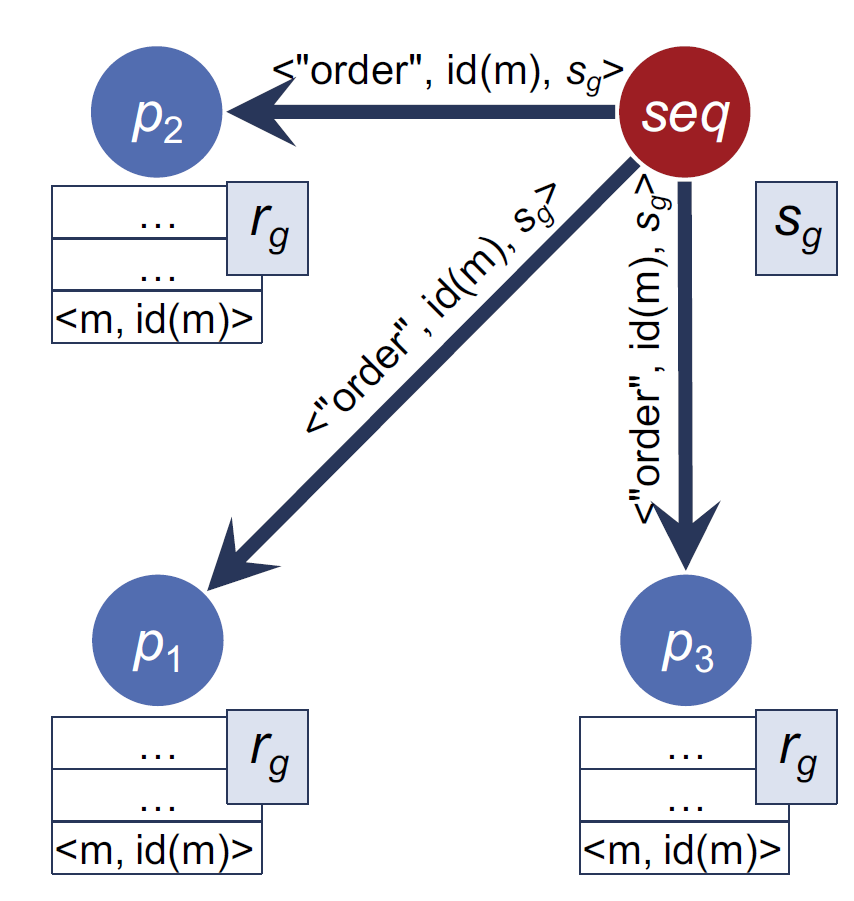 <"order", id(m), s_g>
p_2
seq
…
r_g
s_g
…
<m, id(m)>
<"order", id(m), s_g>
<"order", id(m), s_g>
p_1
p_3
…
r_g
…
<m, id(m)>
…
r_g
…
<m, id(m)>